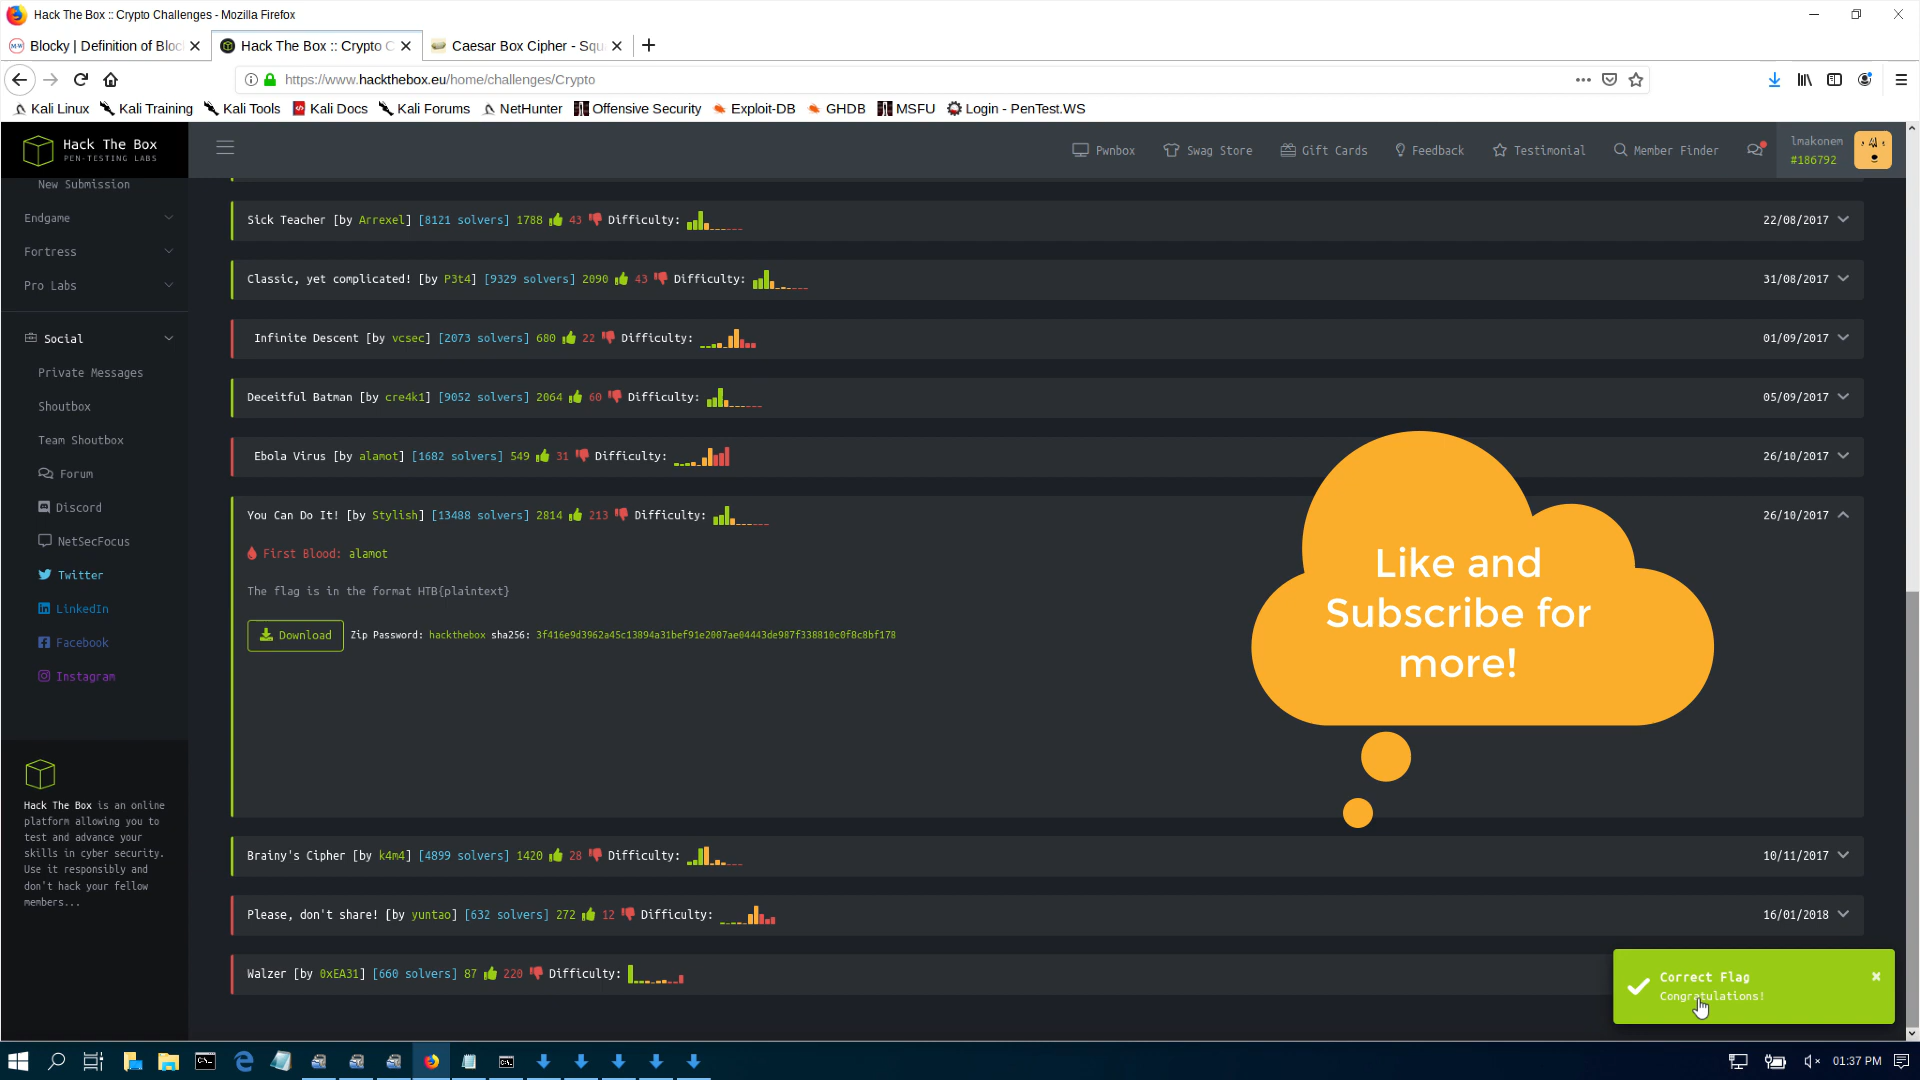 Hack The Box :: Crypto Challenges - Mozilla Firefox
Blocky | Definition of Bloc
Hack The Box :: Crypto C
Caesar Box Cipher - Squ
https://www.hackthebox.eu/home/challenges/Crypto
Kali Linux Kali Training Kali Tools Kali Docs Kali Forums NetHunter Offensive Security Exploit-DB GHDB MSFU Login - PenTest.WS
Hack The Box
PEN-TESTING LABS
Pwnbox Swag Store Gift Cards Feedback Testimonial Member Finder
lmakonem
#186792
New Submission
Endgame
Fortress
Pro Labs
Social
Private Messages
Shoutbox
Team Shoutbox
Forum
Discord
NetSecFocus
Twitter
LinkedIn
Facebook
Instagram
Hack The Box is an online
platform allowing you to
test and advance your
skills in cyber security.
Use it responsibly and
don't hack your fellow
members...
Sick Teacher [by Arrexel] [8121 solvers] 1788 43 Difficulty: 22/08/2017
Classic, yet complicated! [by P3t4] [9329 solvers] 2090 43 Difficulty: 31/08/2017
Infinite Descent [by vcsec] [2073 solvers] 680 22 Difficulty: 01/09/2017
Deceitful Batman [by cre4k1] [9052 solvers] 2064 60 Difficulty: 05/09/2017
Ebola Virus [by alamot] [1682 solvers] 549 31 Difficulty: 26/10/2017
You Can Do It! [by Stylish] [13488 solvers] 2814 213 Difficulty: 26/10/2017
First Blood: alamot
The flag is in the format HTB{plaintext}
Download Zip Password: hackthebox sha256: 3f416e9d3962a45c13894a31bef91e2007ae04443de987f338810c0f8c8bf178
Like and
Subscribe for
more!
Brainy's Cipher [by k4m4] [4899 solvers] 1420 28 Difficulty: 10/11/2017
Please, don't share! [by yuntao] [632 solvers] 272 12 Difficulty: 16/01/2018
Walzer [by 0xEA31] [660 solvers] 87 220 Difficulty:
Correct Flag
Congratulations!
01:37 PM